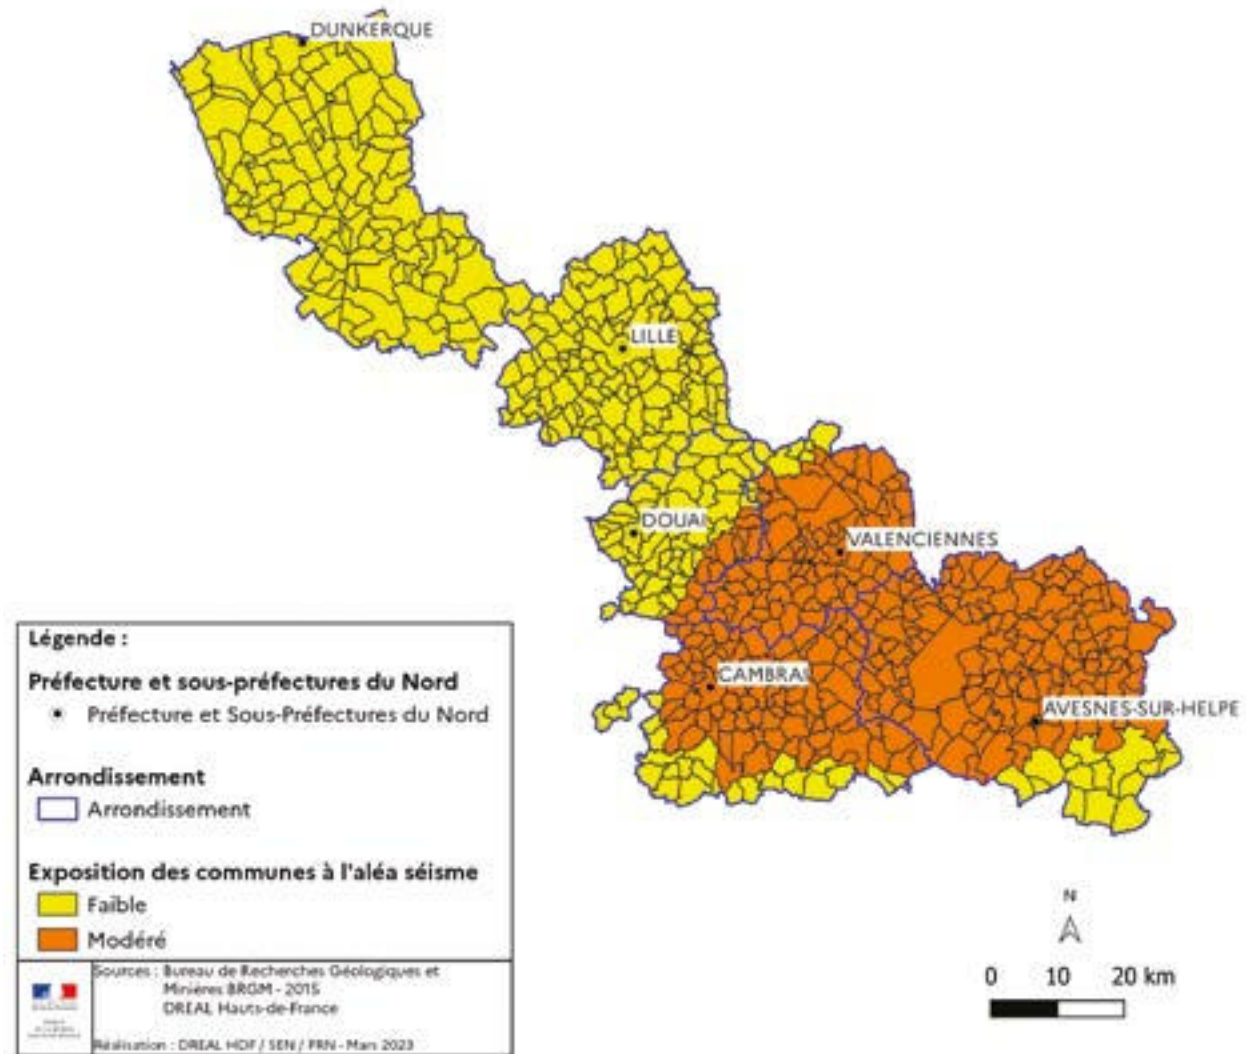 DUNKERQUE
LILLE
DOUAI
VALENCIENNES
CAMBRAI
AVESNES-SUR-HELPE
Légende :
Préfecture et sous-préfectures du Nord
Préfecture et Sous-Préfectures du Nord
Arrondissement
Arrondissement
Exposition des communes à l'aléa séisme
Faible
Modéré
Sources : Bureau de Recherches Géologiques et
Minières BRGM - 2015
DREAL Hauts-de-France
Réalisation : DREAL HDF / SEN / PRN - Mars 2023
N
0 10 20 km